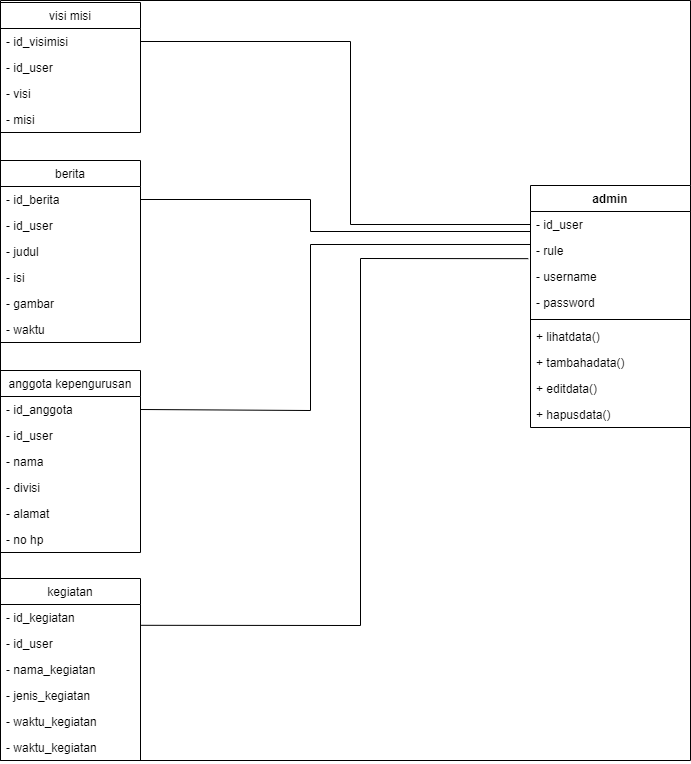 visi misi
- id_visimisi
- id_user
- visi
- misi
berita
- id_berita
- id_user
- judul
- isi
- gambar
- waktu
anggota kepengurusan
- id_anggota
- id_user
- nama
- divisi
- alamat
- no hp
kegiatan
- id_kegiatan
- id_user
- nama_kegiatan
- jenis_kegiatan
- waktu_kegiatan
- waktu_kegiatan
admin
- id_user
- rule
- username
- password
+ lihatdata()
+ tambahadata()
+ editdata()
+ hapusdata()